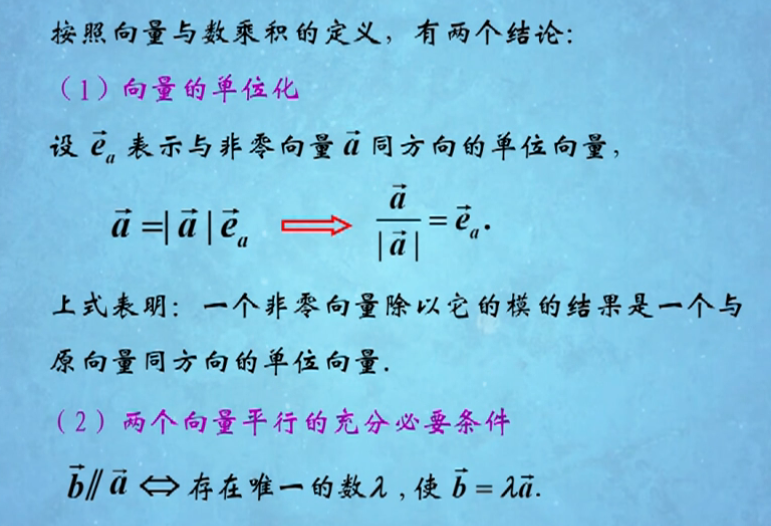 按照向量与数乘积的定义，有两个结论：
（1）向量的单位化
设 $\vec{e}_a$ 表示与非零向量 $\vec{a}$ 同方向的单位向量，
$\vec{a} = |\vec{a}|\vec{e}_a \Longrightarrow \frac{\vec{a}}{|\vec{a}|} = \vec{e}_a.$
上式表明：一个非零向量除以它的模的结果是一个与
原向量同方向的单位向量.
（2）两个向量平行的充分必要条件
$\vec{b} // \vec{a} \Leftrightarrow$ 存在唯一的数λ，使 $\vec{b} = \lambda\vec{a}.$